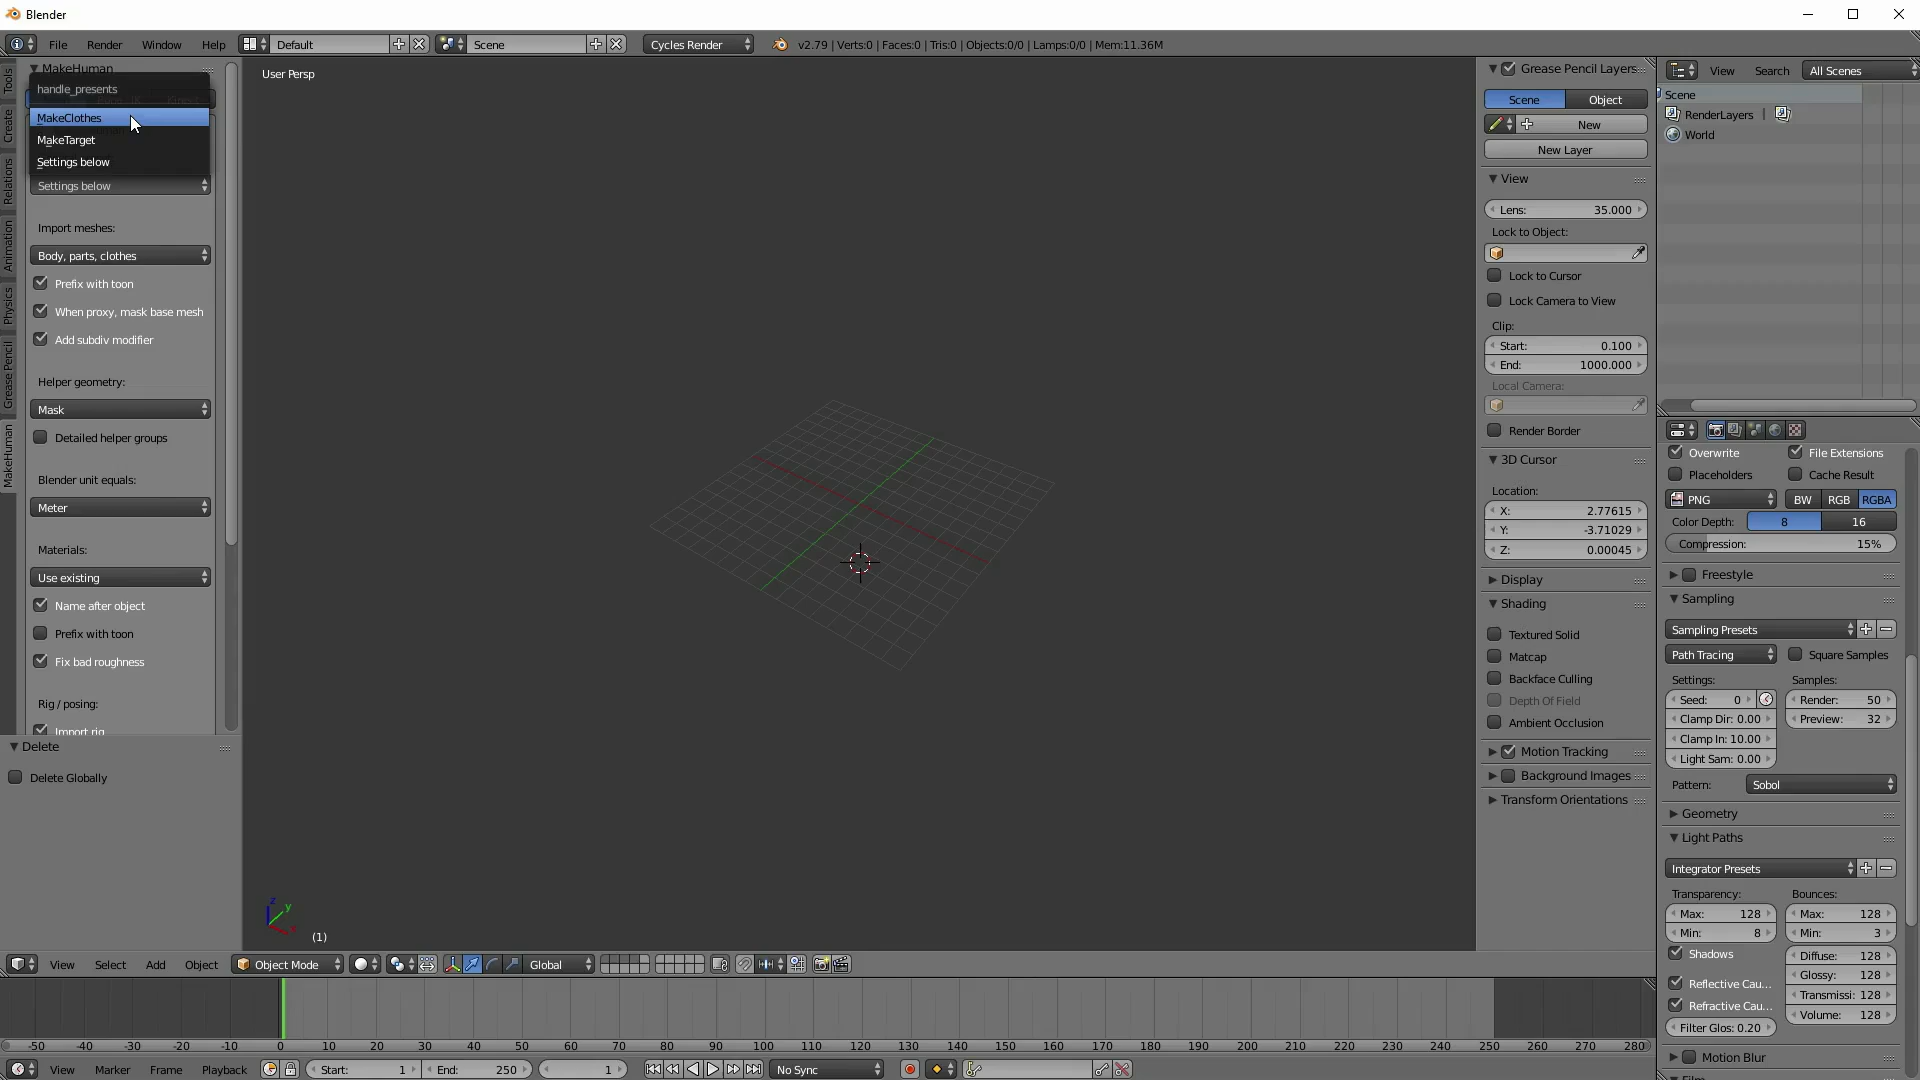 Blender
File Render Window Help Default Scene Cycles Render v2.79 | Verts:0 | Faces:0 | Tris:0 | Objects:0/0 | Lamps:0/0 | Mem:11.36M
MakeHuman
handle_presents
MakeClothes
MakeTarget
Settings below
Settings below
Import meshes:
Body, parts, clothes
Prefix with toon
When proxy, mask base mesh
Add subdiv modifier
Helper geometry:
Mask
Detailed helper groups
Blender unit equals:
Meter
Materials:
Use existing
Name after object
Prefix with toon
Fix bad roughness
Rig / posing:
Import rig
Delete
Delete Globally
Tools
Create
Relations
Animation
Physics
Grease Pencil
MakeHuman
User Persp
z
y
x
(1)
Grease Pencil Layers
Scene Object
New
New Layer
View
Lens: 35.000
Lock to Object:
Lock to Cursor
Lock Camera to View
Clip:
Start: 0.100
End: 1000.000
Local Camera:
Render Border
3D Cursor
Location:
X: 2.77615
Y: -3.71029
Z: 0.00045
Display
Shading
Textured Solid
Matcap
Backface Culling
Depth Of Field
Ambient Occlusion
Motion Tracking
Background Images
Transform Orientations
View Search All Scenes
Scene
RenderLayers |
World
Overwrite File Extensions
Placeholders Cache Result
PNG BW RGB RGBA
Color Depth: 8 16
Compression: 15%
Freestyle
Sampling
Sampling Presets
Path Tracing Square Samples
Settings: Samples:
Seed: 0 Render: 50
Clamp Dir: 0.00 Preview: 32
Clamp In: 10.00
Light Sam: 0.00
Pattern: Sobol
Geometry
Light Paths
Integrator Presets
Transparency: Bounces:
Max: 128 Max: 128
Min: 8 Min: 3
Shadows Diffuse: 128
Glossy: 128
Reflective Cau... Transmissi: 128
Refractive Cau... Volume: 128
Filter Glos: 0.20
Motion Blur
View Select Add Object Object Mode Global
-50 -40 -30 -20 -10 0 10 20 30 40 50 60 70 80 90 100 110 120 130 140 150 160 170 180 190 200 210 220 230 240 250 260 270 280
View Marker Frame Playback Start: 1 End: 250 1 No Sync